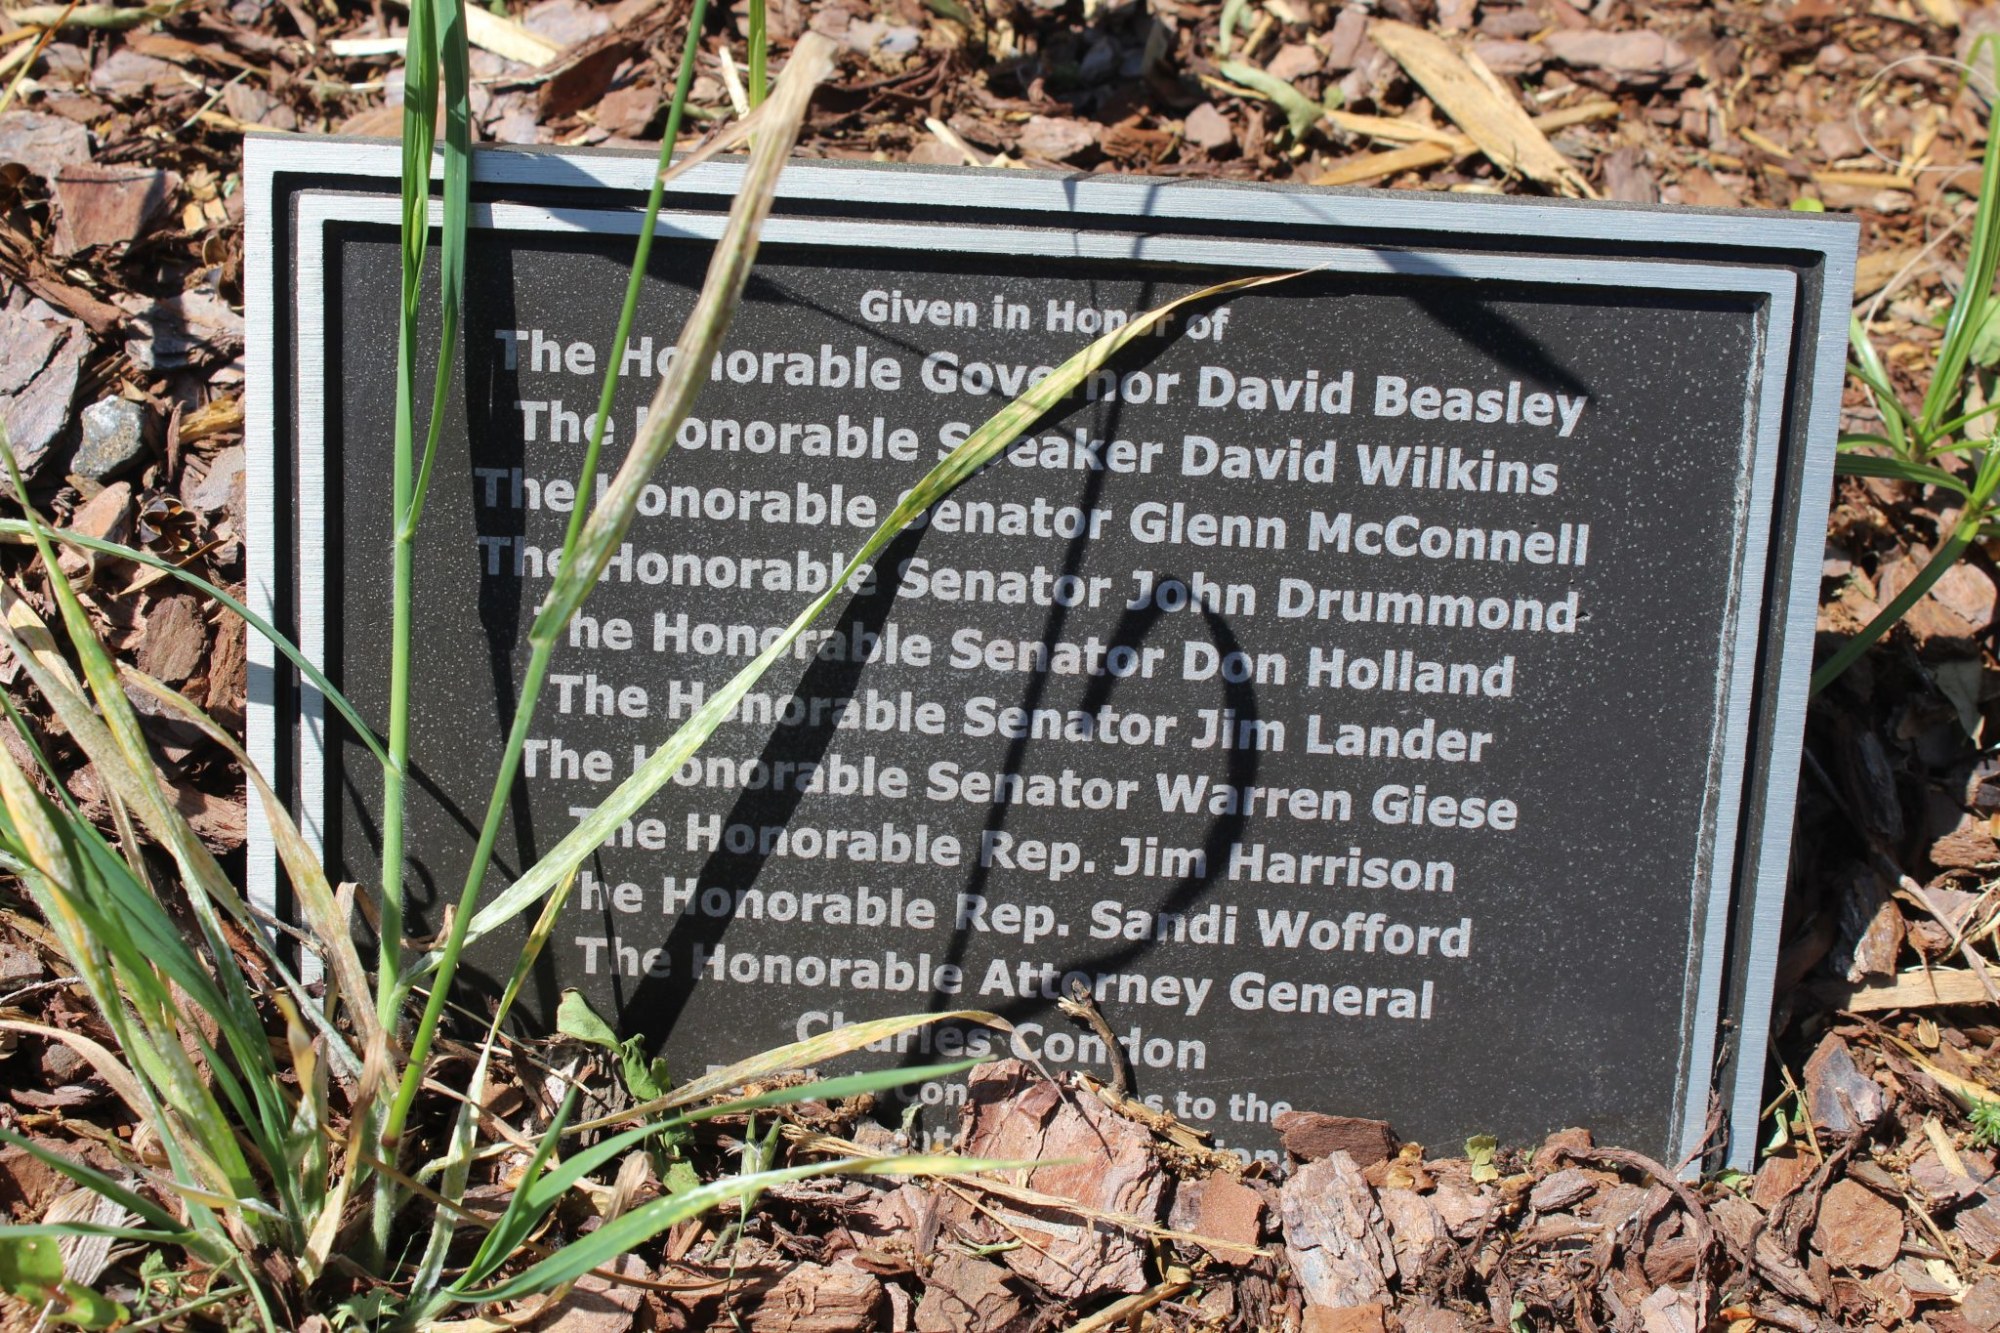 Given in Honor of
The Honorable Governor David Beasley
The Honorable Speaker David Wilkins
The Honorable Senator Glenn McConnell
The Honorable Senator John Drummond
The Honorable Senator Don Holland
The Honorable Senator Jim Lander
The Honorable Senator Warren Giese
The Honorable Rep. Jim Harrison
The Honorable Rep. Sandi Wofford
The Honorable Attorney General
Charles Condon
to the